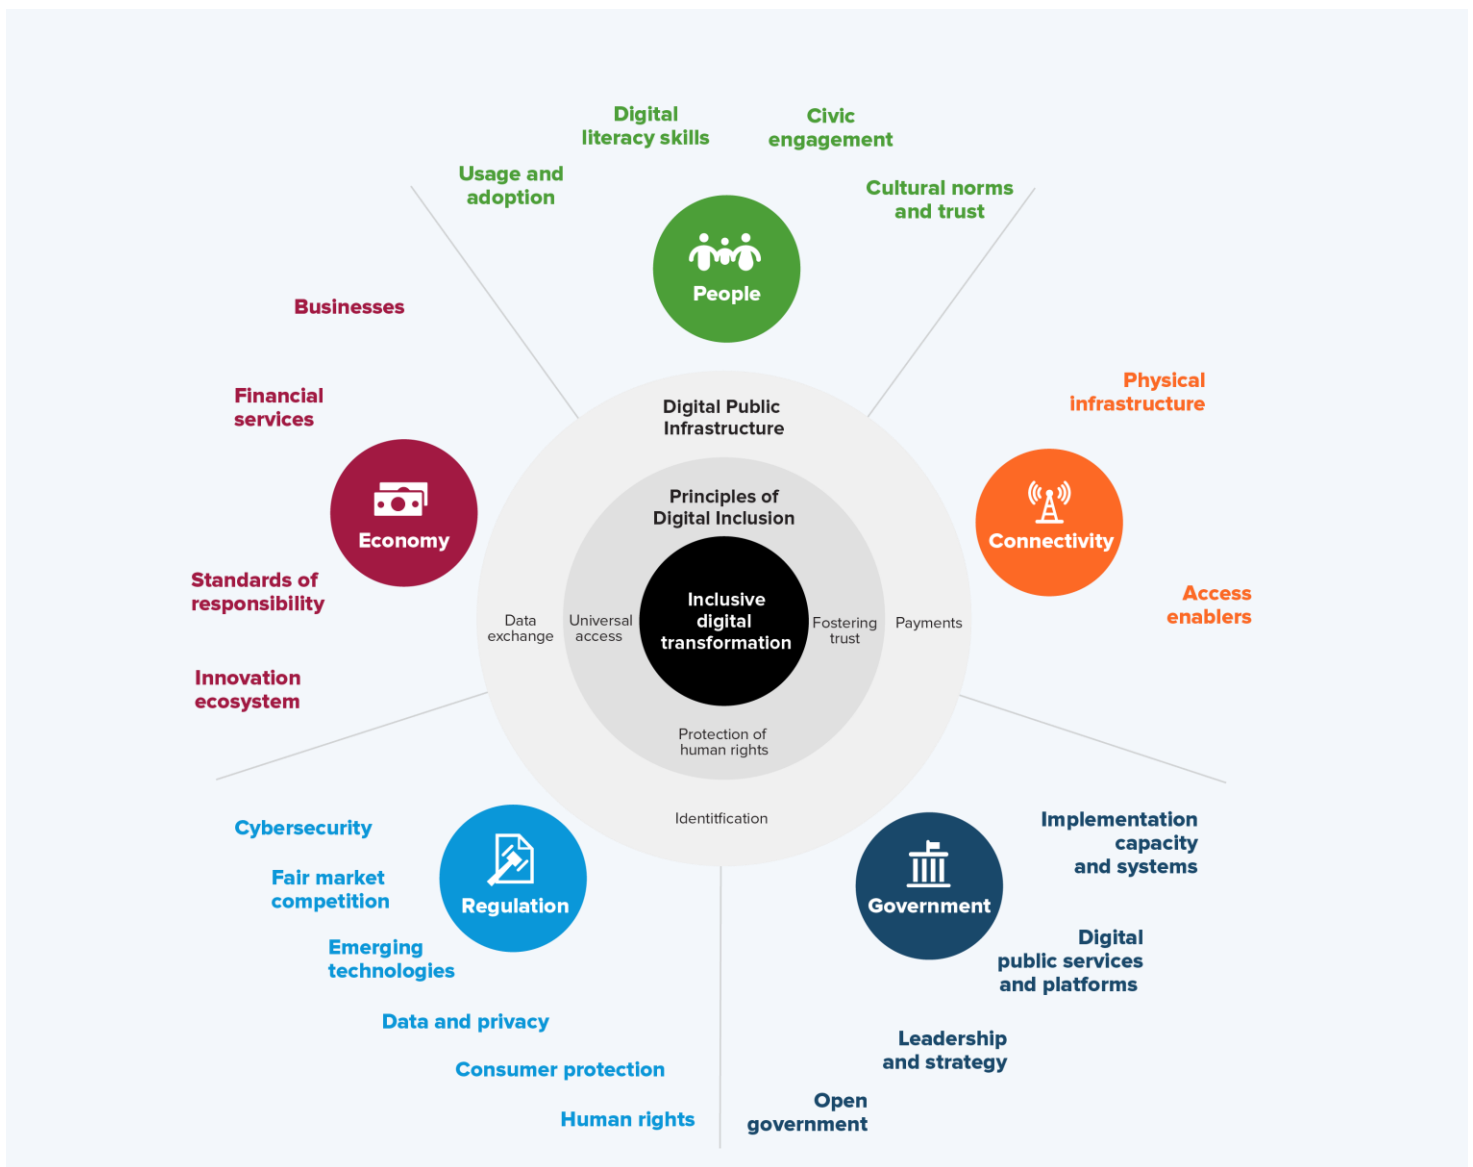 Digital
literacy skills
Civic
engagement
Usage and
adoption
Cultural norms
and trust
People
Businesses
Financial
services
Economy
Standards of
responsibility
Innovation
ecosystem
Physical
infrastructure
Connectivity
Access
enablers
Digital Public
Infrastructure
Principles of
Digital Inclusion
Inclusive
digital
transformation
Data
exchange
Universal
access
Fostering
trust
Payments
Protection of
human rights
Identitfication
Cybersecurity
Fair market
competition
Regulation
Emerging
technologies
Data and privacy
Consumer protection
Human rights
Government
Implementation
capacity
and systems
Digital
public services
and platforms
Leadership
and strategy
Open
government